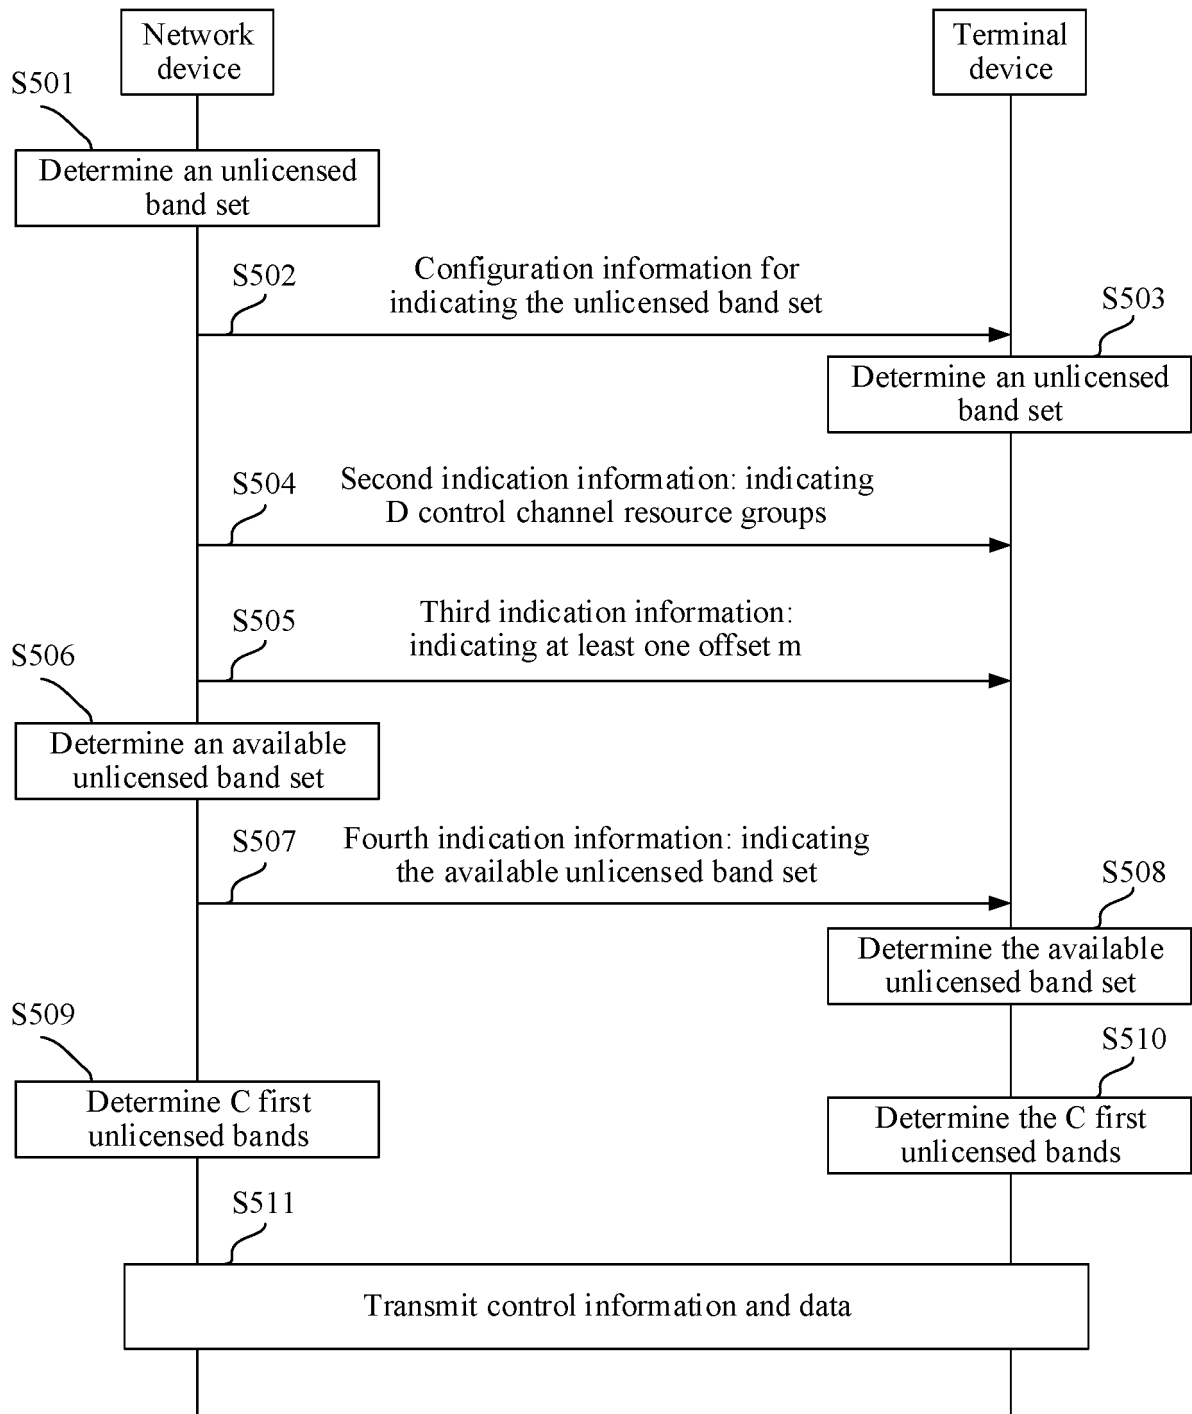 Network
device
Terminal
device
S501
Determine an unlicensed
band set
S502
Configuration information for
indicating the unlicensed band set
S503
Determine an unlicensed
band set
S504
Second indication information: indicating
D control channel resource groups
S505
Third indication information:
indicating at least one offset m
S506
Determine an available
unlicensed band set
S507
Fourth indication information: indicating
the available unlicensed band set
S508
Determine the available
unlicensed band set
S509
Determine C first
unlicensed bands
S510
Determine the C first
unlicensed bands
S511
Transmit control information and data